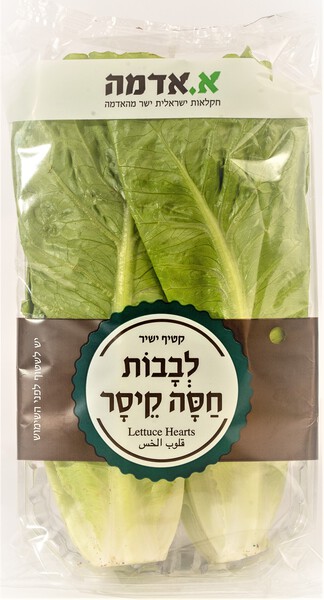 א.אדמה
חקלאות ישראלית ישר מהאדמה
קטיף ישיר
לְבָבוֹת
חַסָּה קֵיסָר
Lettuce Hearts
قلوب الخس
יש לשטוף לפני השימוש